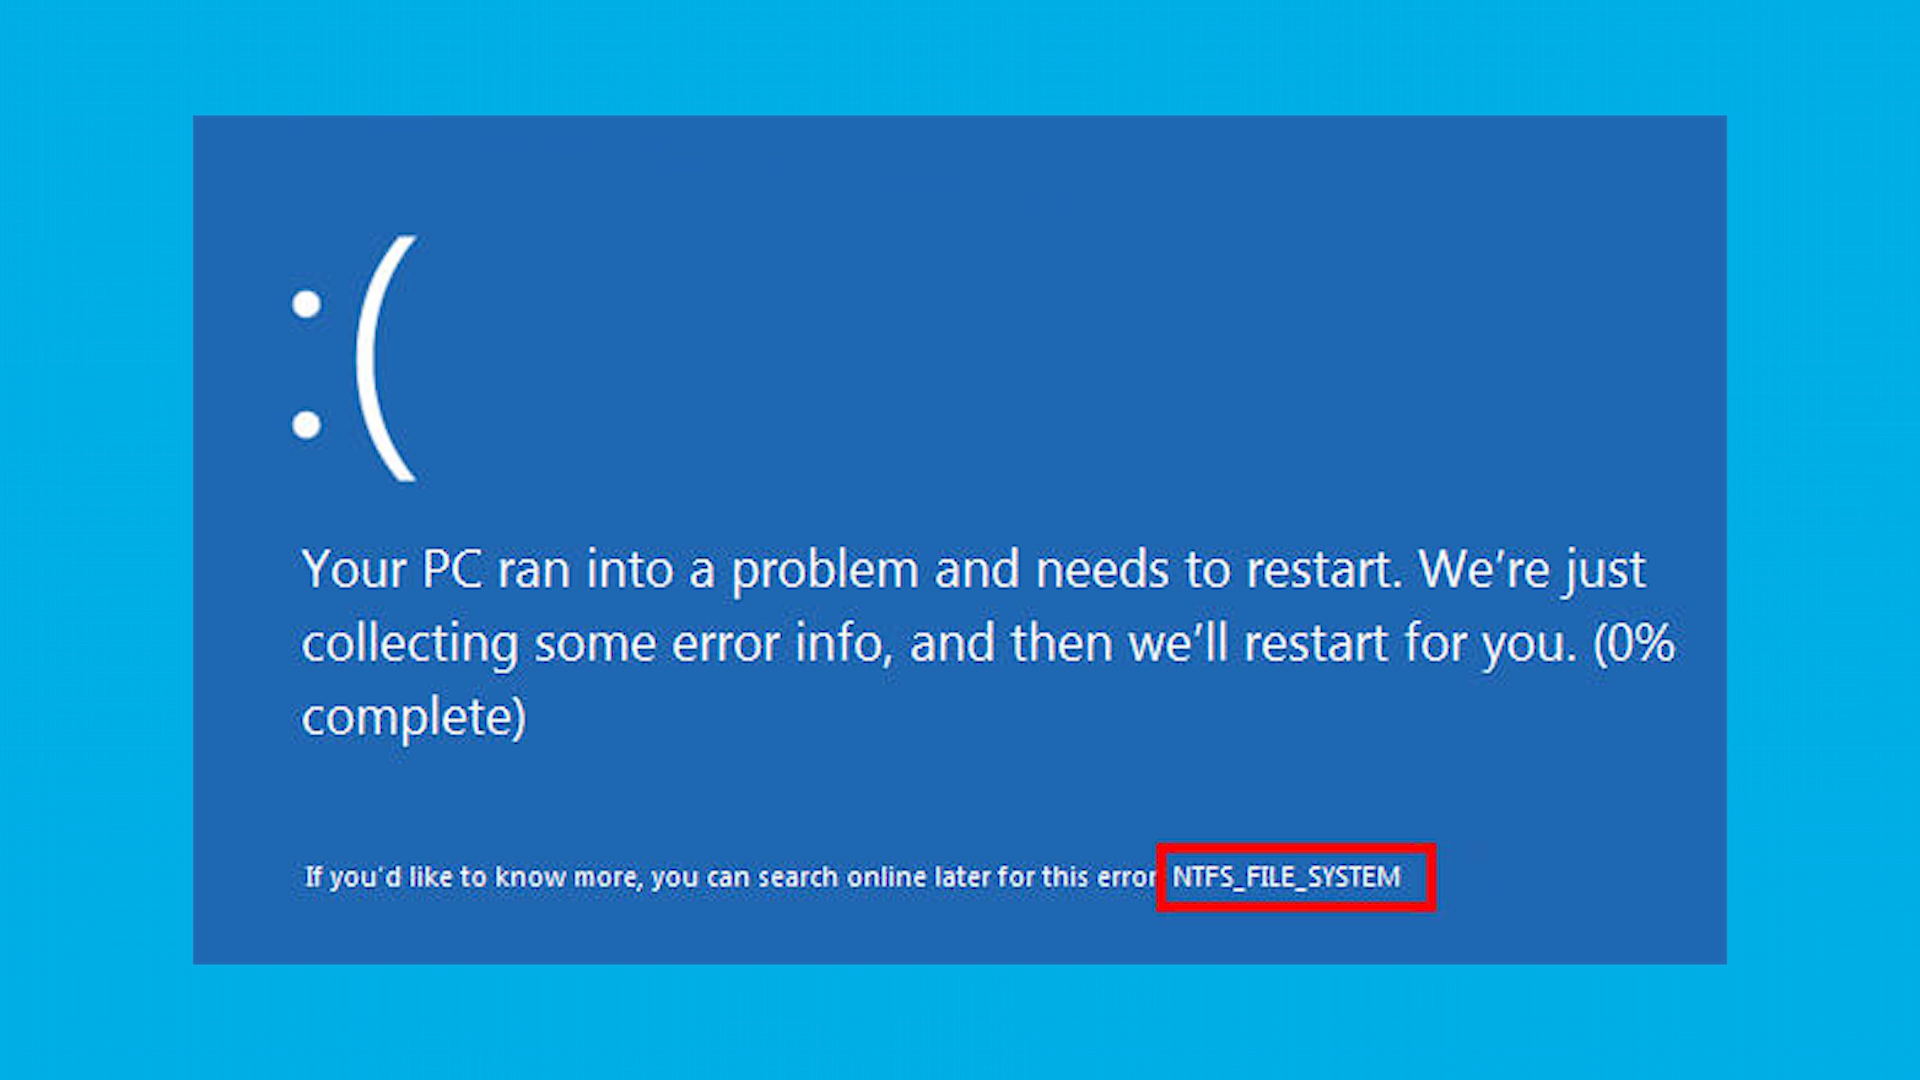 :(
Your PC ran into a problem and needs to restart. We’re just
collecting some error info, and then we’ll restart for you. (0%
complete)
If you’d like to know more, you can search online later for this error NTFS_FILE_SYSTEM